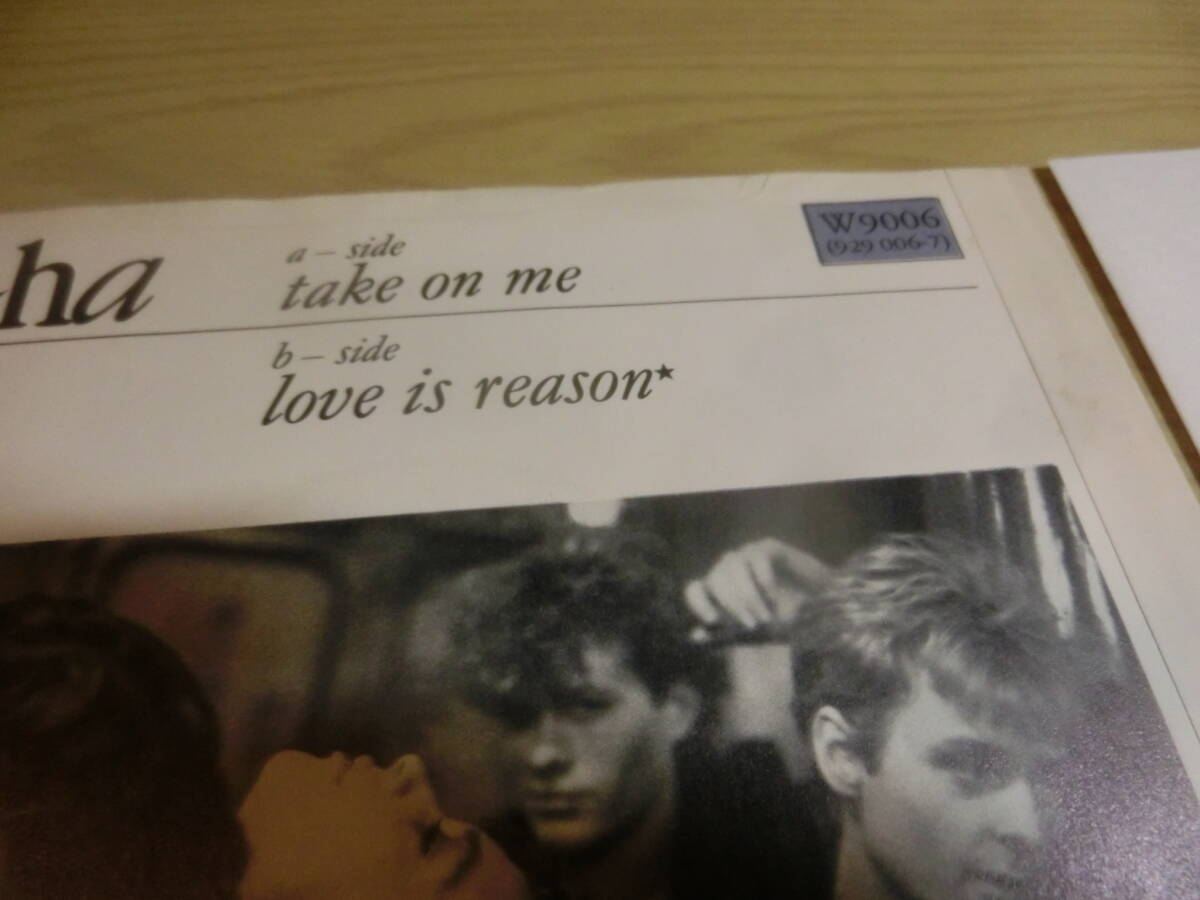 -ha
a – side
take on me
b – side
love is reason★
W9006
(929 006-7)